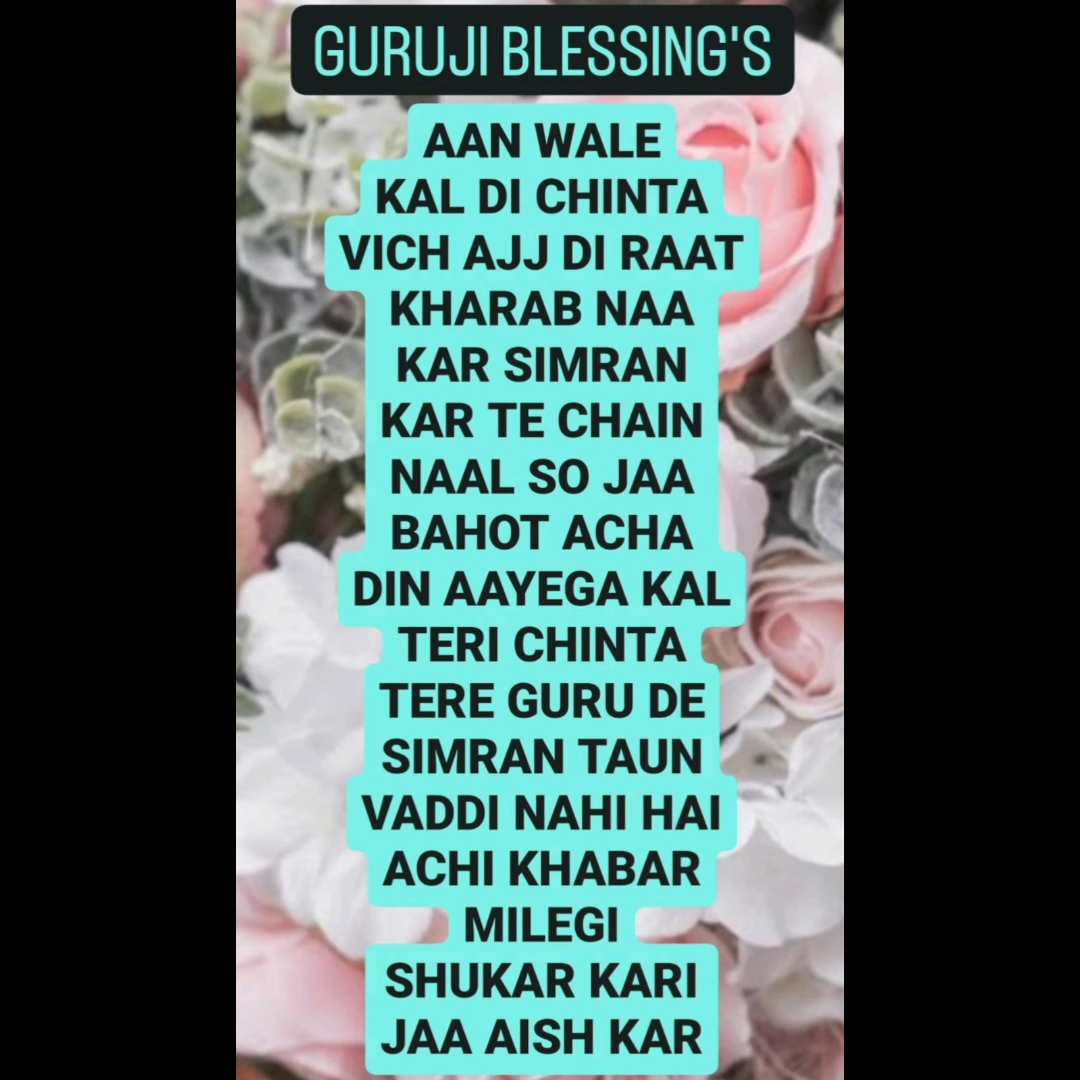 GURUJI BLESSING'S
AAN WALE
KAL DI CHINTA
VICH AJJ DI RAAT
KHARAB NAA
KAR SIMRAN
KAR TE CHAIN
NAAL SO JAA
BAHOT ACHA
DIN AAYEGA KAL
TERI CHINTA
TERE GURU DE
SIMRAN TAUN
VADDI NAHI HAI
ACHI KHABAR
MILEGI
SHUKAR KARI
JAA AISH KAR